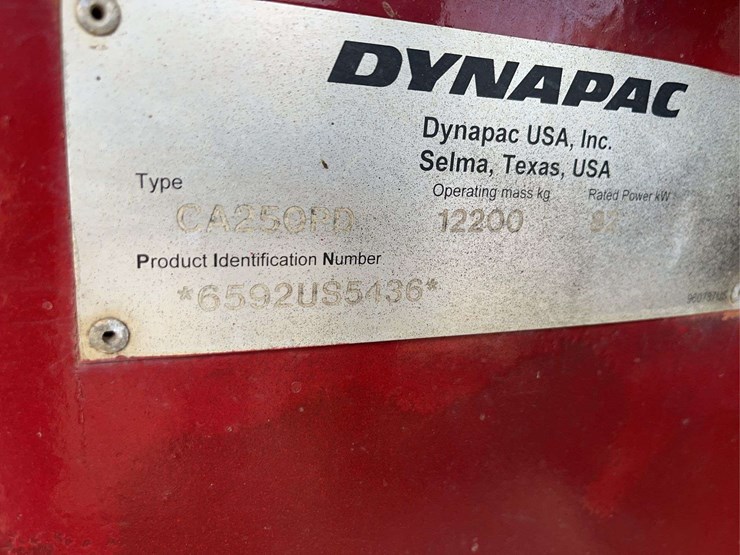 DYNAPAC
Dynapac USA, Inc.
Selma, Texas, USA
Type
Operating mass kg
Rated Power kW
CA250PD
12200
Product Identification Number
*6592US5436*